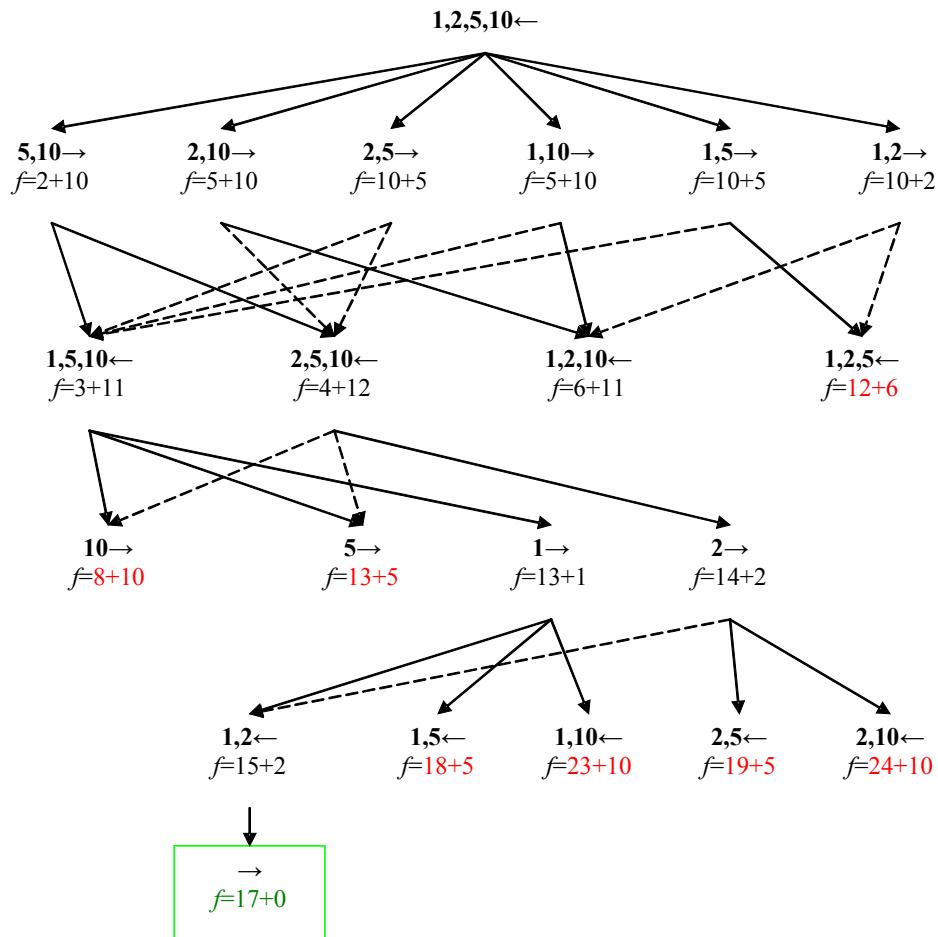 1,2,5,10←
5,10→ 2,10→ 2,5→ 1,10→ 1,5→ 1,2→
f=2+10 f=5+10 f=10+5 f=5+10 f=10+5 f=10+2
1,5,10← 2,5,10← 1,2,10← 1,2,5←
f=3+11 f=4+12 f=6+11 f=12+6
10→ 5→ 1→ 2→
f=8+10 f=13+5 f=13+1 f=14+2
1,2← 1,5← 1,10← 2,5← 2,10←
f=15+2 f=18+5 f=23+10 f=19+5 f=24+10
→
f=17+0